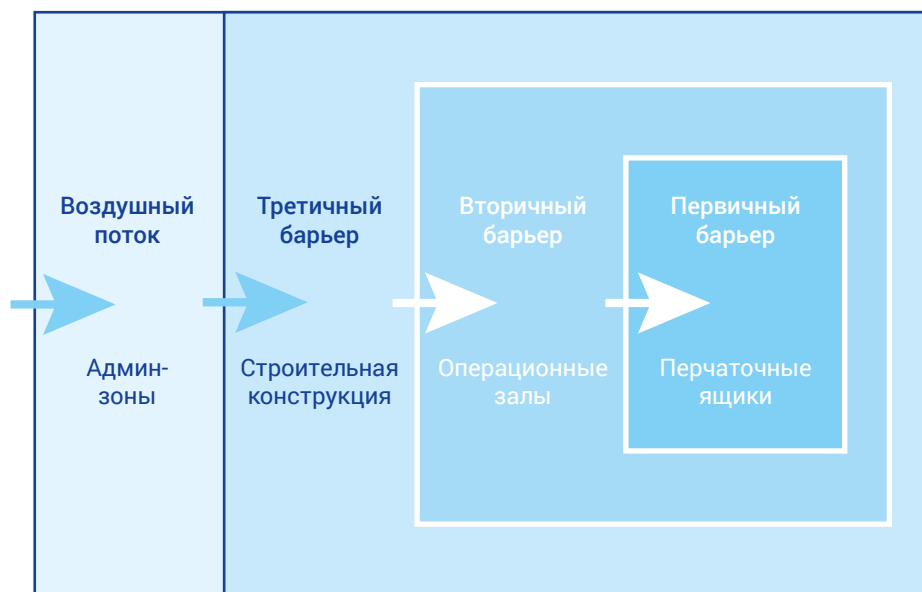 Воздушный
поток
Админ-
зоны
Третичный
барьер
Строительная
конструкция
Вторичный
барьер
Операционные
залы
Первичный
барьер
Перчаточные
ящики